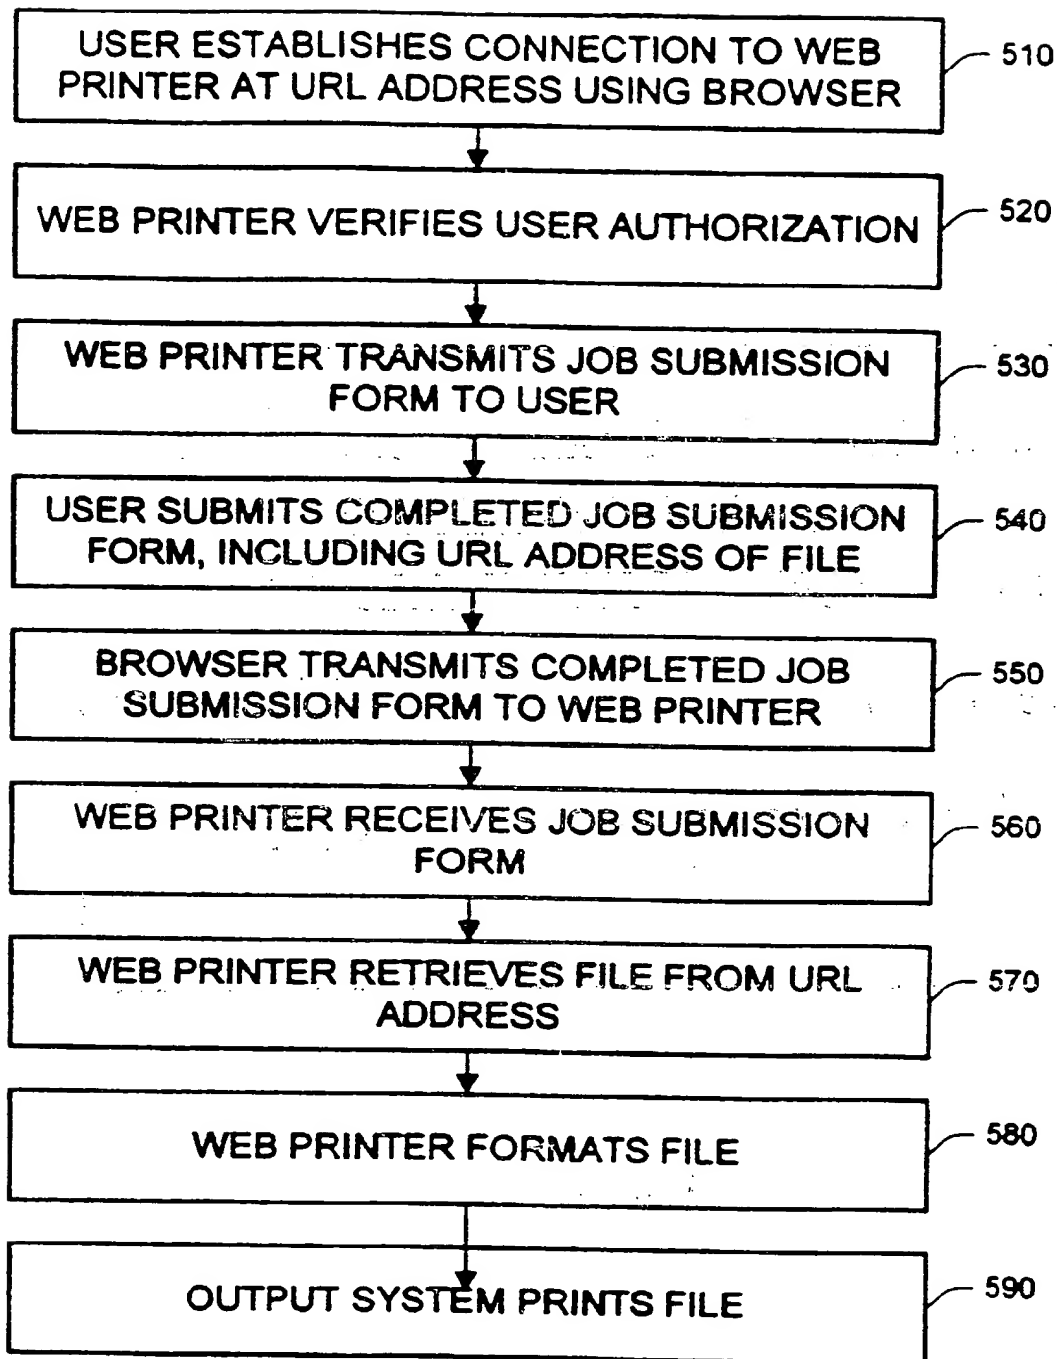 USER ESTABLISHES CONNECTION TO WEB
PRINTER AT URL ADDRESS USING BROWSER
510
WEB PRINTER VERIFIES USER AUTHORIZATION
520
WEB PRINTER TRANSMITS JOB SUBMISSION
FORM TO USER
530
USER SUBMITS COMPLETED JOB SUBMISSION
FORM, INCLUDING URL ADDRESS OF FILE
540
BROWSER TRANSMITS COMPLETED JOB
SUBMISSION FORM TO WEB PRINTER
550
WEB PRINTER RECEIVES JOB SUBMISSION
FORM
560
WEB PRINTER RETRIEVES FILE FROM URL
ADDRESS
570
WEB PRINTER FORMATS FILE
580
OUTPUT SYSTEM PRINTS FILE
590